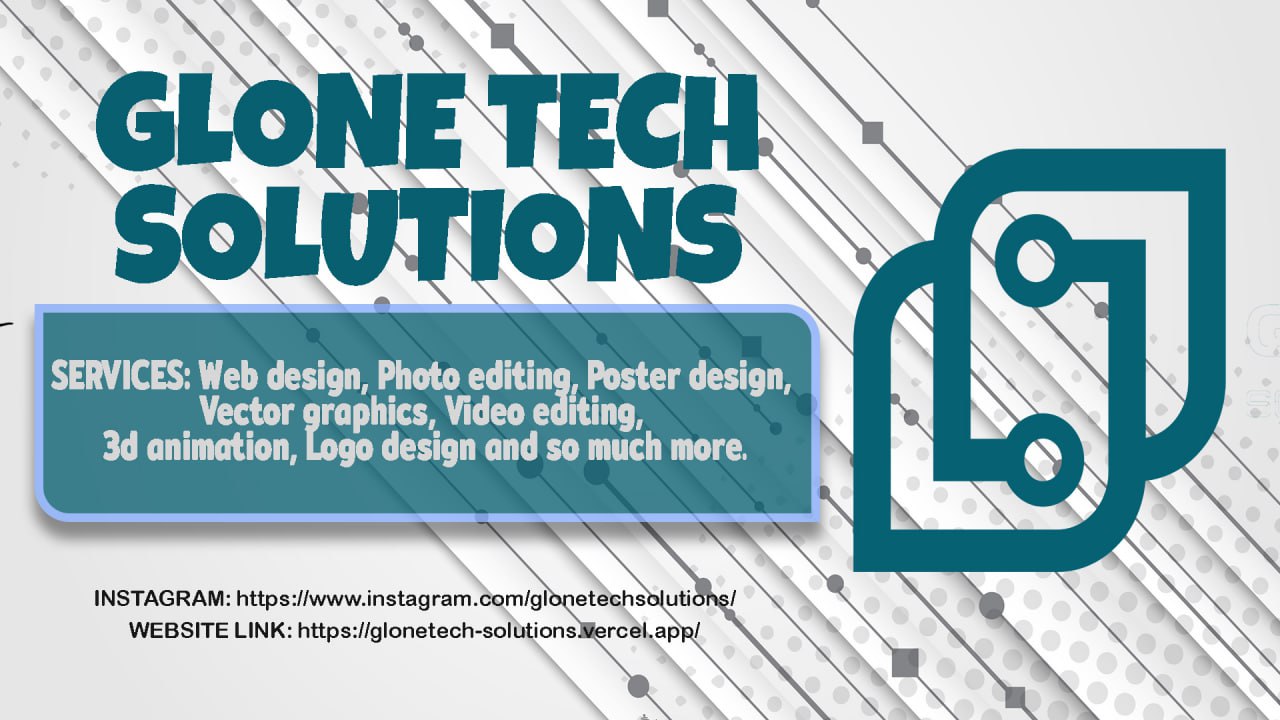 GLONE TECH
SOLUTIONS
SERVICES: Web design, Photo editing, Poster design,
Vector graphics, Video editing,
3d animation, Logo design and so much more.
INSTAGRAM: https://www.instagram.com/glonetechsolutions/
WEBSITE LINK: https://glonetech-solutions.vercel.app/